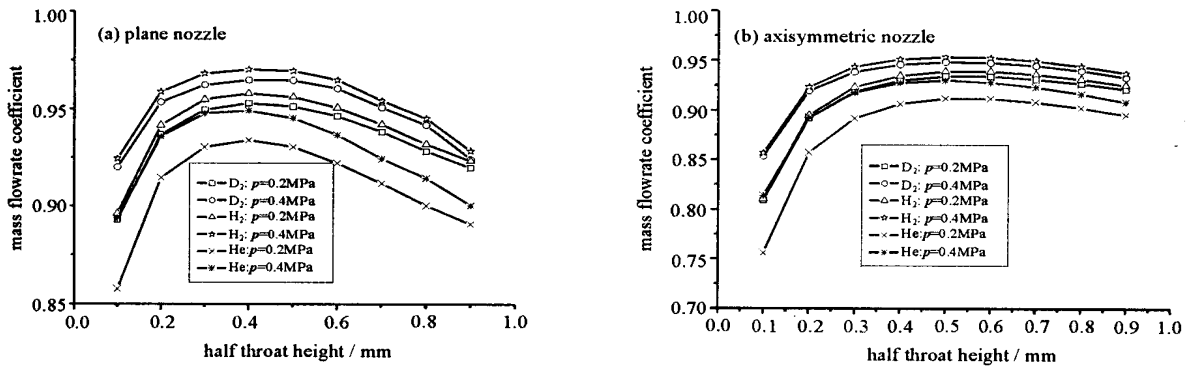 (a) plane nozzle
mass flowrate coefficient
1.00
0.95
0.90
0.85
D₂: p=0.2MPa
D₂: p=0.4MPa
H₂: p=0.2MPa
H₂: p=0.4MPa
He:p=0.2MPa
He:p=0.4MPa
0.0 0.2 0.4 0.6 0.8 1.0
half throat height / mm
(b) axisymmetric nozzle
mass flowrate coefficient
1.00
0.95
0.90
0.85
0.80
0.75
0.70
D₂: p=0.2MPa
D₂: p=0.4MPa
H₂: p=0.2MPa
H₂: p=0.4MPa
He:p=0.2MPa
He:p=0.4MPa
0.0 0.1 0.2 0.3 0.4 0.5 0.6 0.7 0.8 0.9 1.0
half throat height / mm